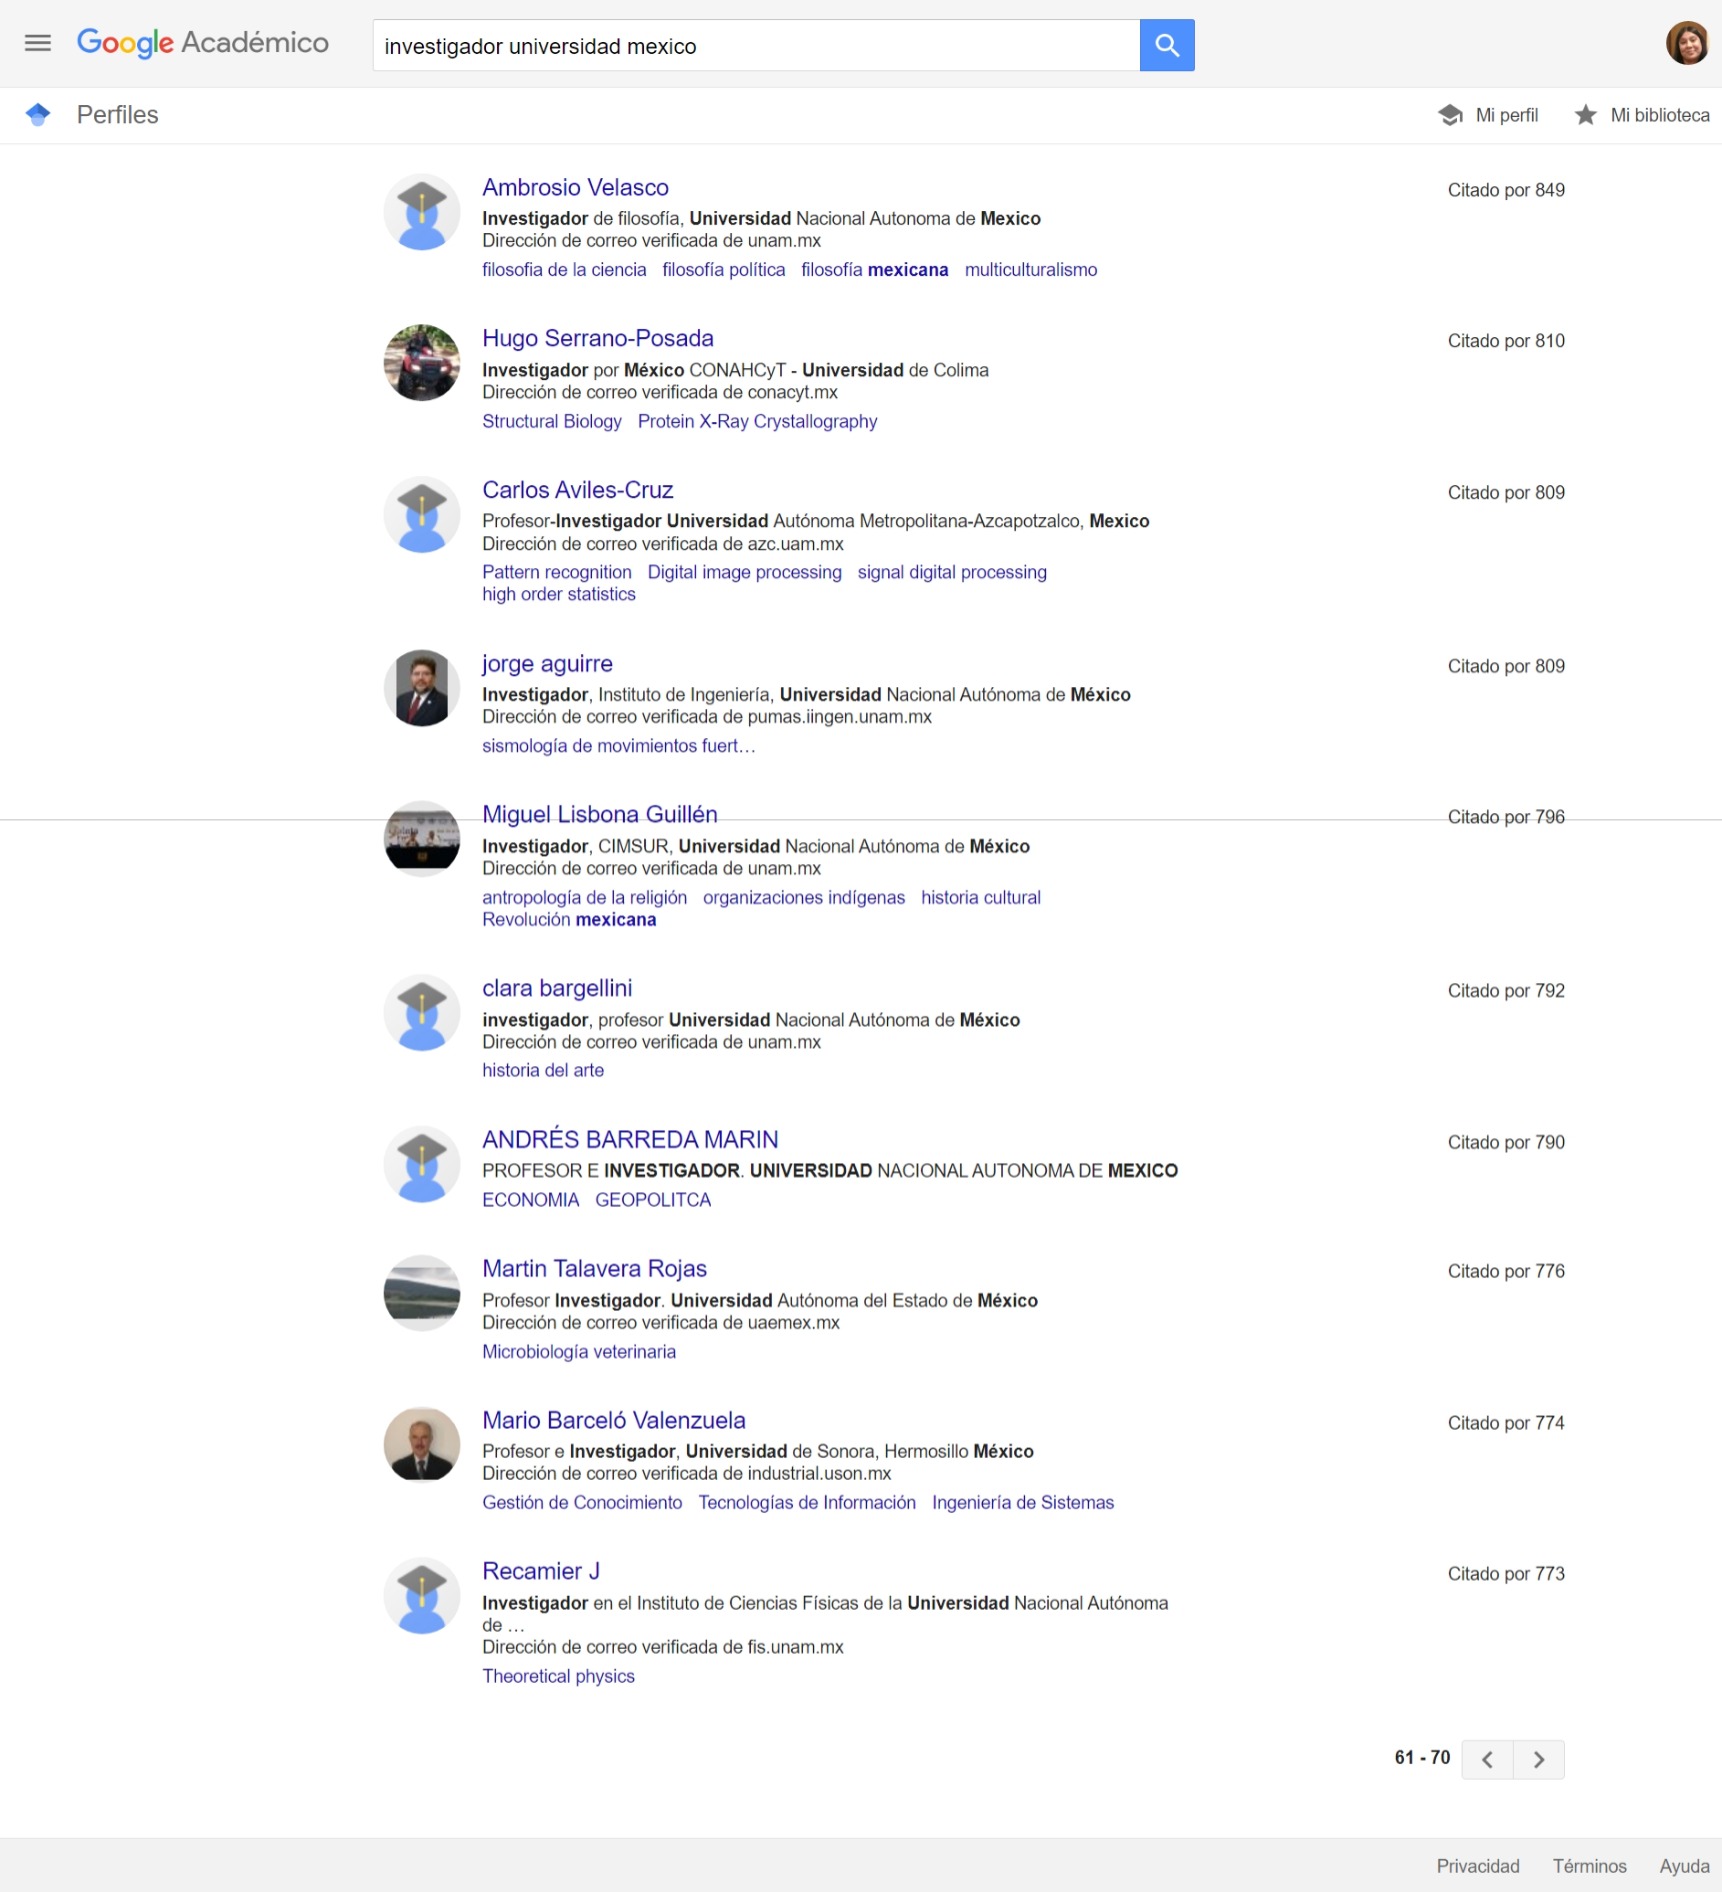 Google Académico
investigador universidad mexico
Perfiles
Mi perfil
Mi biblioteca
Ambrosio Velasco
Citado por 849
Investigador de filosofía, Universidad Nacional Autonoma de Mexico
Dirección de correo verificada de unam.mx
filosofia de la ciencia filosofía política filosofía mexicana multiculturalismo
Hugo Serrano-Posada
Citado por 810
Investigador por México CONAHCyT - Universidad de Colima
Dirección de correo verificada de conacyt.mx
Structural Biology Protein X-Ray Crystallography
Carlos Aviles-Cruz
Citado por 809
Profesor-Investigador Universidad Autónoma Metropolitana-Azcapotzalco, Mexico
Dirección de correo verificada de azc.uam.mx
Pattern recognition Digital image processing signal digital processing
high order statistics
jorge aguirre
Citado por 809
Investigador, Instituto de Ingeniería, Universidad Nacional Autónoma de México
Dirección de correo verificada de pumas.iingen.unam.mx
sismología de movimientos fuert…
Miguel Lisbona Guillén
Citado por 796
Investigador, CIMSUR, Universidad Nacional Autónoma de México
Dirección de correo verificada de unam.mx
antropología de la religión organizaciones indígenas historia cultural
Revolución mexicana
clara bargellini
Citado por 792
investigador, profesor Universidad Nacional Autónoma de México
Dirección de correo verificada de unam.mx
historia del arte
ANDRÉS BARREDA MARIN
Citado por 790
PROFESOR E INVESTIGADOR. UNIVERSIDAD NACIONAL AUTONOMA DE MEXICO
ECONOMIA GEOPOLITCA
Martin Talavera Rojas
Citado por 776
Profesor Investigador. Universidad Autónoma del Estado de México
Dirección de correo verificada de uaemex.mx
Microbiología veterinaria
Mario Barceló Valenzuela
Citado por 774
Profesor e Investigador, Universidad de Sonora, Hermosillo México
Dirección de correo verificada de industrial.uson.mx
Gestión de Conocimiento Tecnologías de Información Ingeniería de Sistemas
Recamier J
Citado por 773
Investigador en el Instituto de Ciencias Físicas de la Universidad Nacional Autónoma
de …
Dirección de correo verificada de fis.unam.mx
Theoretical physics
61 - 70
Privacidad Términos Ayuda